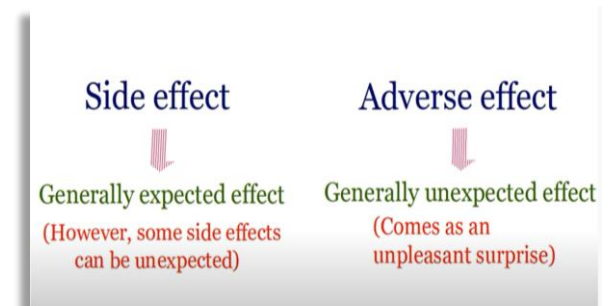 Side effect
Generally expected effect
(However, some side effects
can be unexpected)
Adverse effect
Generally unexpected effect
(Comes as an
unpleasant surprise)